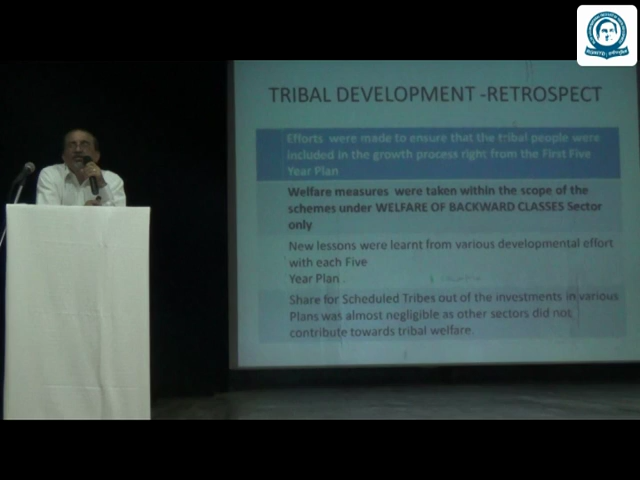 TRIBAL DEVELOPMENT -RETROSPECT
Efforts were made to ensure that the tribal people were
included in the growth process right from the First Five
Year Plan
Welfare measures were taken within the scope of the
schemes under WELFARE OF BACKWARD CLASSES Sector
only
New lessons were learnt from various developmental effort
with each Five
Year Plan
Share for Scheduled Tribes out of the investments in various
Plans was almost negligible as other sectors did not
contribute towards tribal welfare.